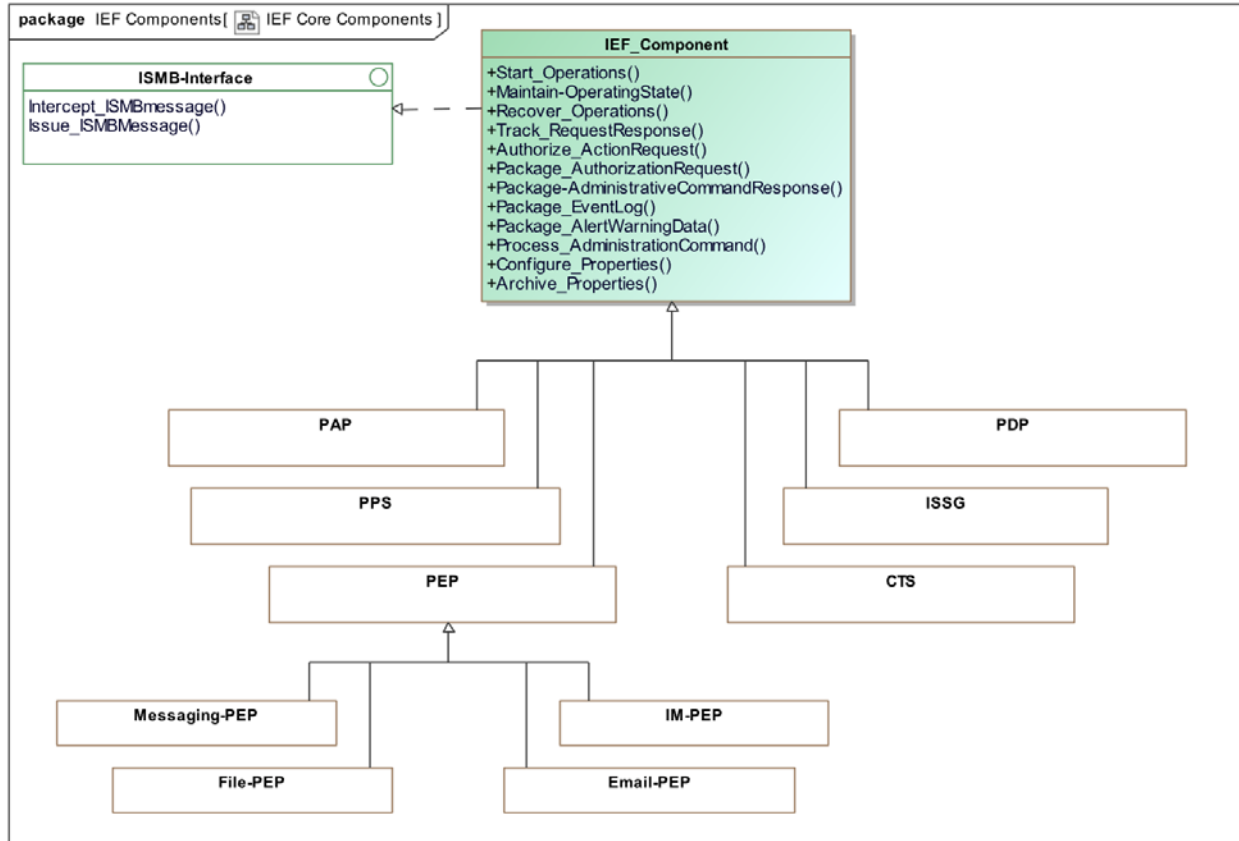 package IEF Components[ IEF Core Components ]
IEF_Component
+Start_Operations()
+Maintain-OperatingState()
+Recover_Operations()
+Track_RequestResponse()
+Authorize_ActionRequest()
+Package_AuthorizationRequest()
+Package-AdministrativeCommandResponse()
+Package_EventLog()
+Package_AlertWarningData()
+Process_AdministrationCommand()
+Configure_Properties()
+Archive_Properties()
ISMB-Interface
Intercept_ISMBmessage()
Issue_ISMBMessage()
PAP
PDP
PPS
ISSG
PEP
CTS
Messaging-PEP
IM-PEP
File-PEP
Email-PEP